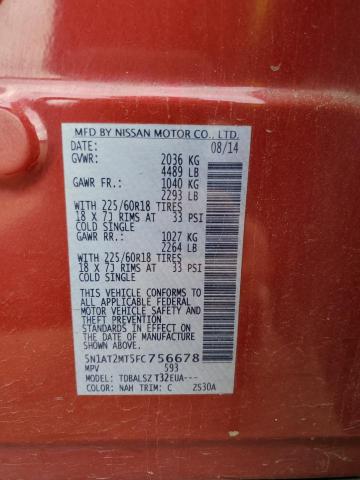 MFD BY NISSAN MOTOR CO., LTD.
DATE: 08/14
GVWR: 2036 KG
4489 LB
GAWR FR: 1040 KG
2293 LB
WITH 225/60R18 TIRES
18 X 7J RIMS AT 33 PSI
COLD SINGLE
GAWR RR: 1027 KG
2264 LB
WITH 225/60R18 TIRES
18 X 7J RIMS AT 33 PSI
COLD SINGLE
THIS VEHICLE CONFORMS TO
ALL APPLICABLE FEDERAL
MOTOR VEHICLE SAFETY AND
THEFT PREVENTION
STANDARDS IN EFFECT ON
THE DATE OF MANUFACTURE
SHOWN ABOVE.
5N1AT2MT5FC756678
MPV 593
MODEL: TDBALSZ T32EUA---
COLOR: NAH TRIM: C ZS30A